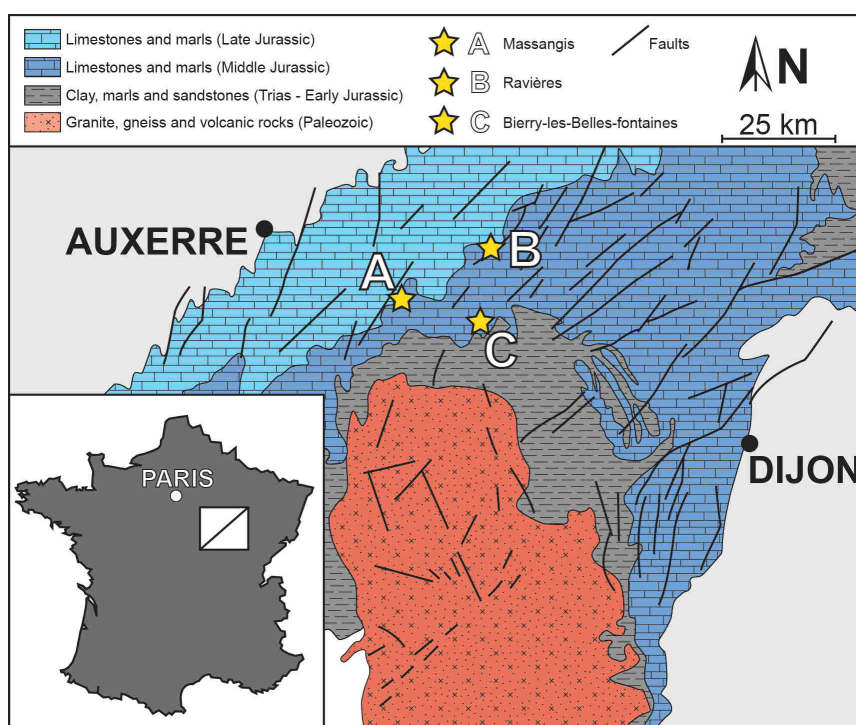 Limestones and marls (Late Jurassic)
Limestones and marls (Middle Jurassic)
Clay, marls and sandstones (Trias - Early Jurassic)
Granite, gneiss and volcanic rocks (Paleozoic)
A Massangis
B Ravières
C Bierry-les-Belles-fontaines
Faults
N
25 km
AUXERRE
A
B
C
DIJON
PARIS